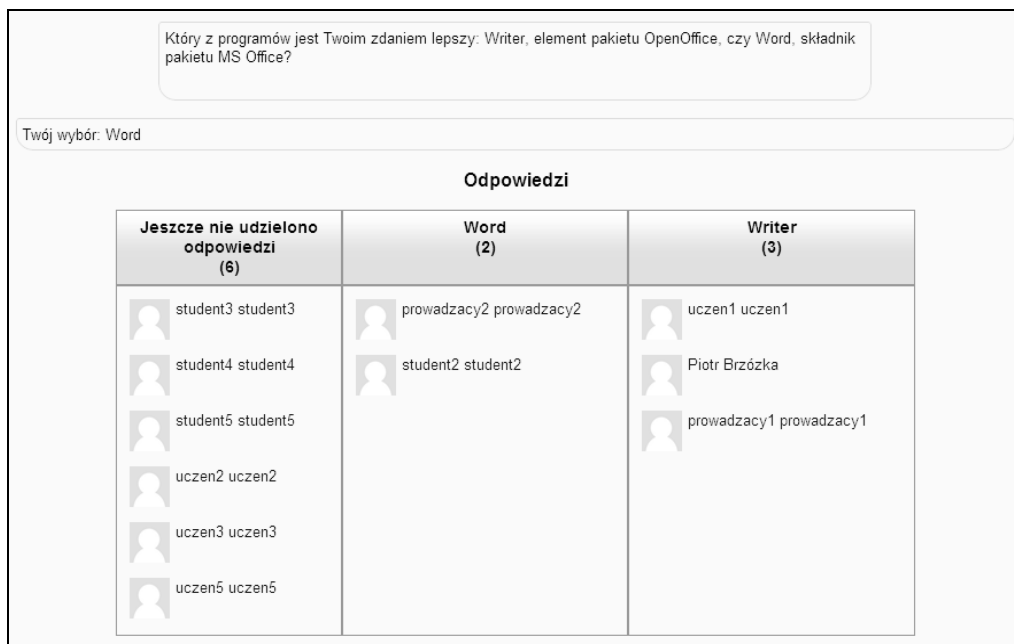 Który z programów jest Twoim zdaniem lepszy: Writer, element pakietu OpenOffice, czy Word, składnik
pakietu MS Office?
Twój wybór: Word
Odpowiedzi
Jeszcze nie udzielono
odpowiedzi
(6)
student3 student3
student4 student4
student5 student5
uczen2 uczen2
uczen3 uczen3
uczen5 uczen5
Word
(2)
prowadzacy2 prowadzacy2
student2 student2
Writer
(3)
uczen1 uczen1
Piotr Brzózka
prowadzacy1 prowadzacy1